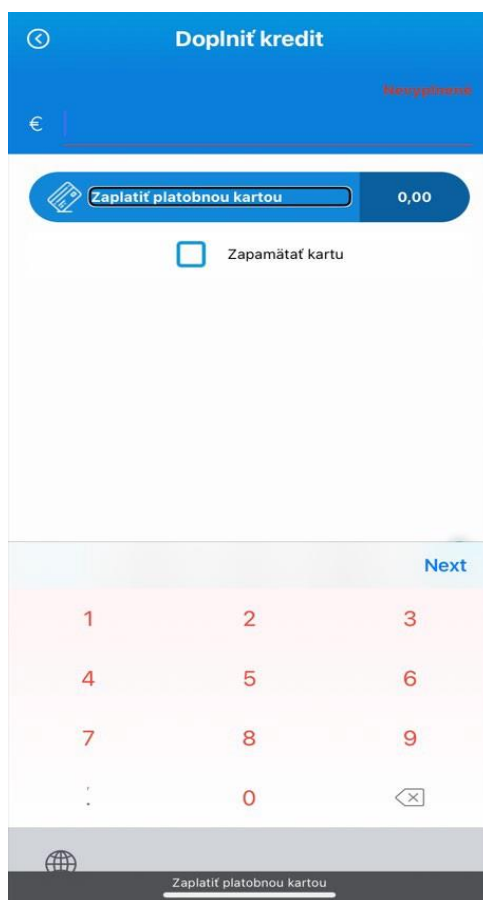 Doplniť kredit
Nevyplnené
€
Zaplatiť platobnou kartou 0,00
Zapamätať kartu
Next
1 2 3
4 5 6
7 8 9
. , 0
Zaplatiť platobnou kartou